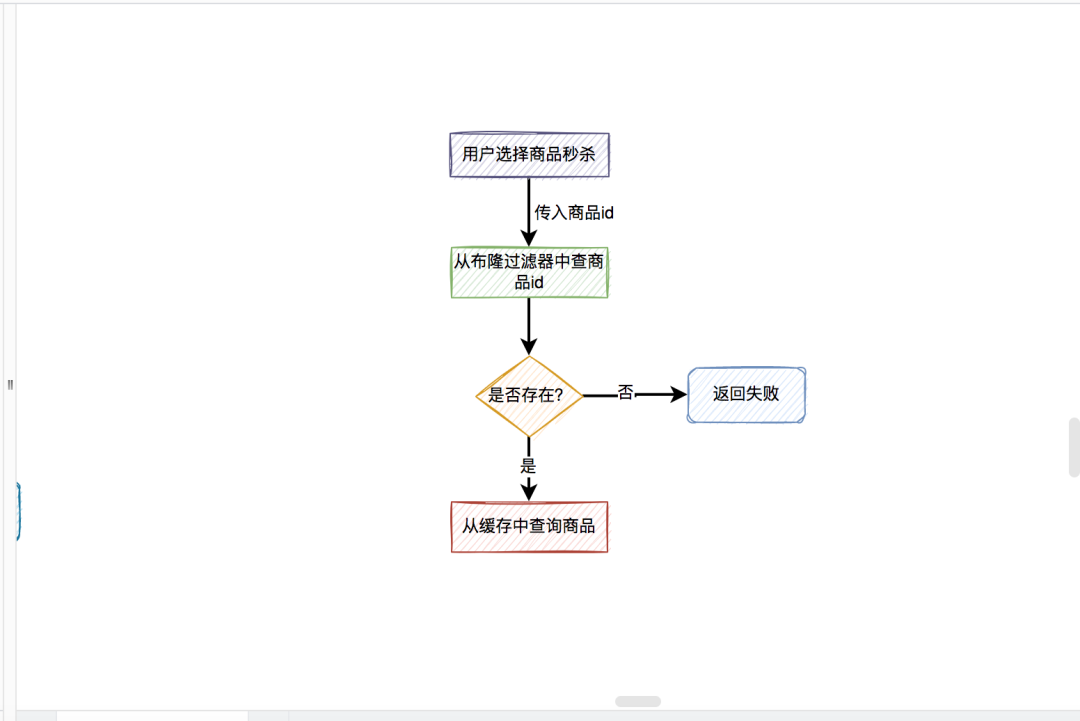 用户选择商品秒杀
传入商品id
从布隆过滤器中查商
品id
是否存在?
否
返回失败
是
从缓存中查询商品